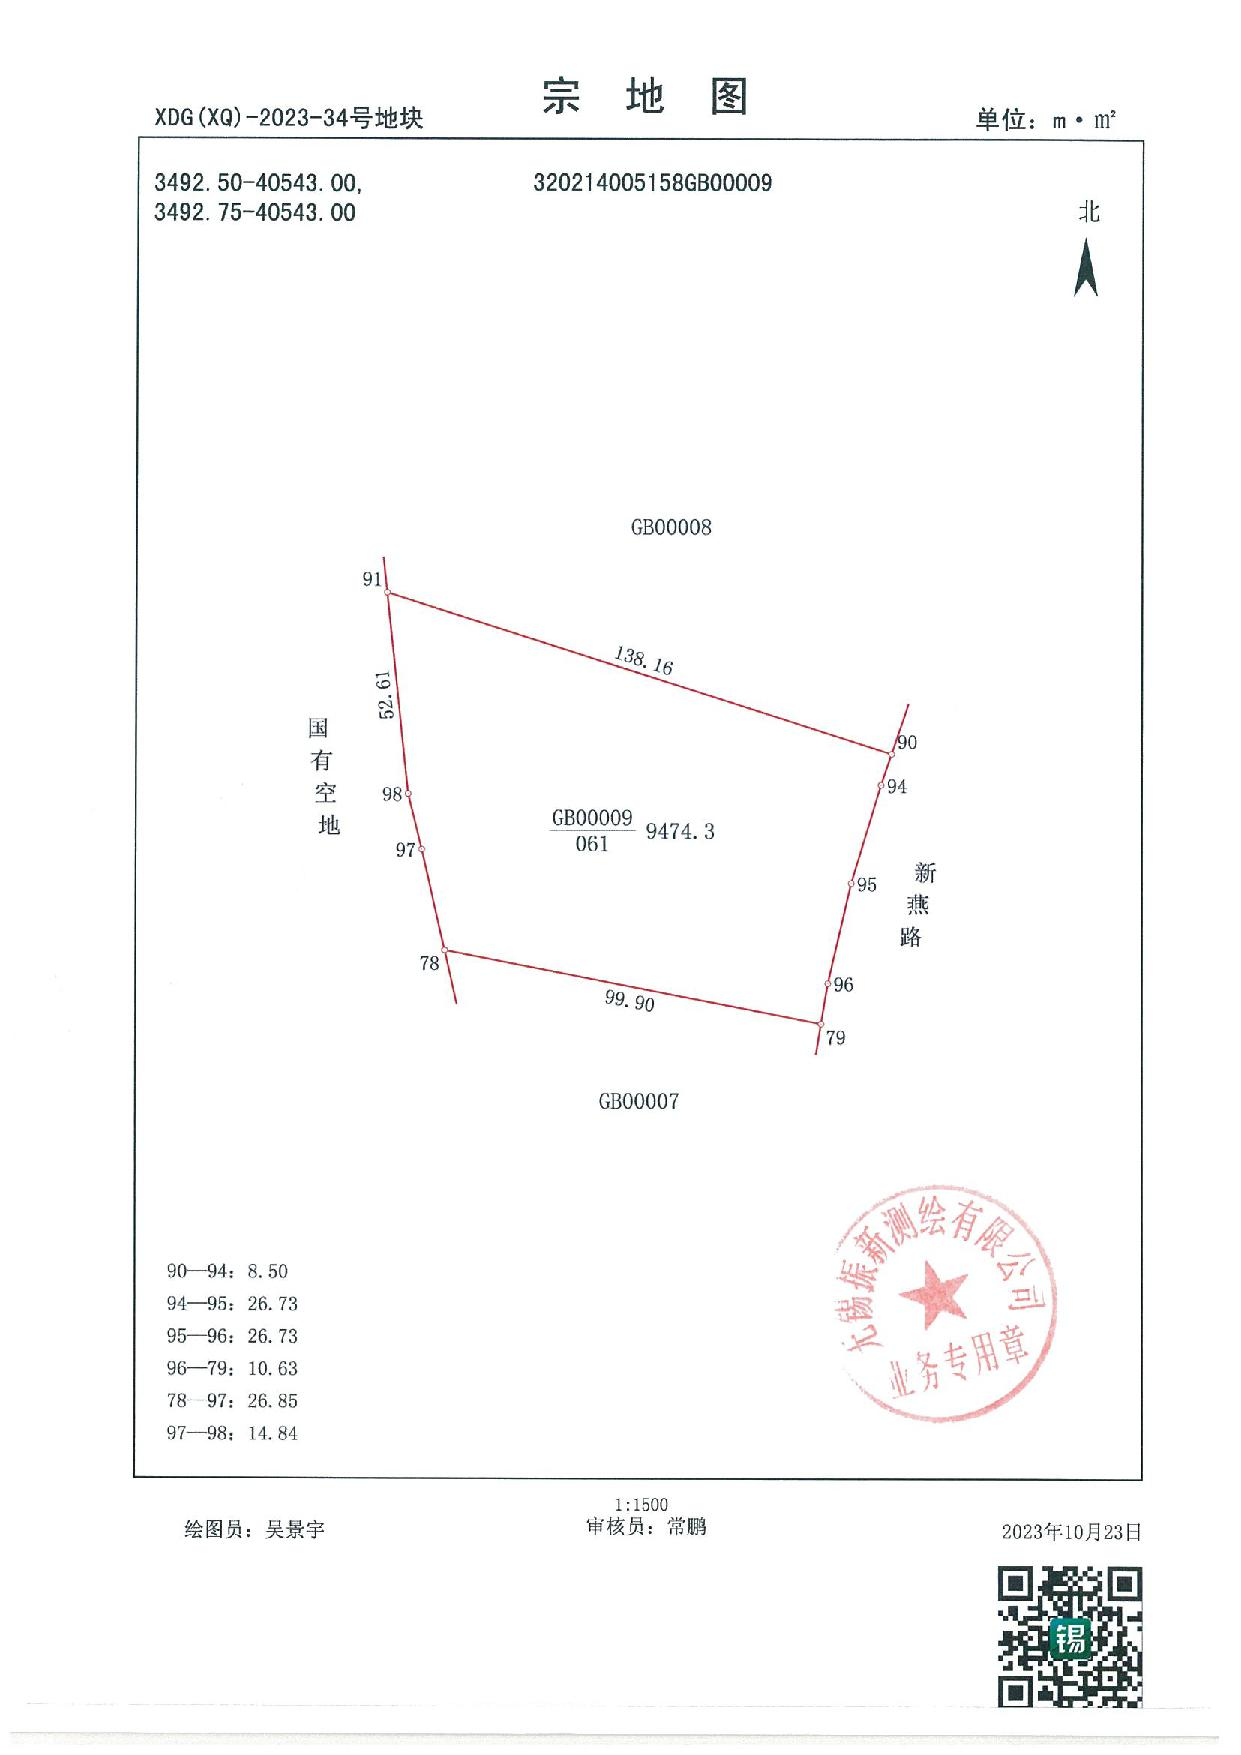 宗 地 图
XDG(XQ)-2023-34号地块
单位：m·㎡
3492.50-40543.00,
3492.75-40543.00
320214005158GB00009
北
GB00008
91
138.16
52.61
90
94
98
97
国有空地
GB00009
061
9474.3
95
新燕路
78
96
99.90
79
GB00007
90—94：8.50
94—95：26.73
95—96：26.73
96—79：10.63
78—97：26.85
97—98：14.84
无锡振新测绘有限公司
业务专用章
1:1500
绘图员：吴景宇
审核员：常鹏
2023年10月23日
锡